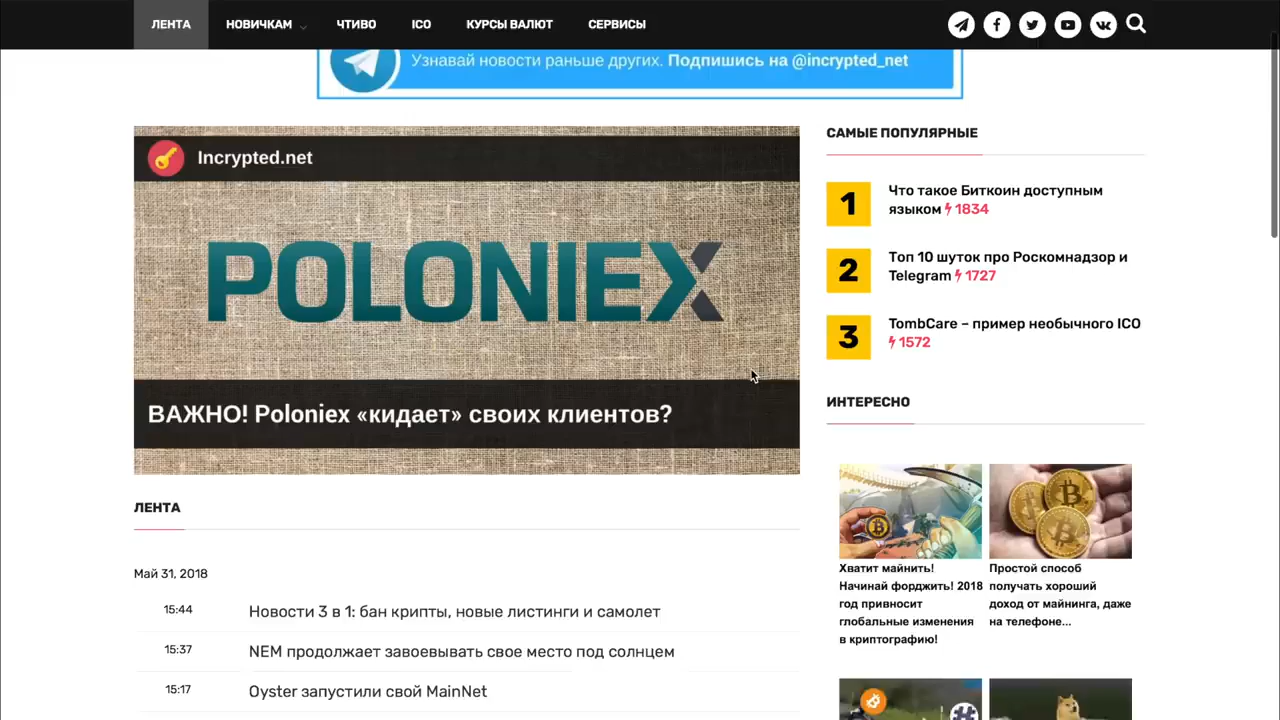 ЛЕНТА
НОВИЧКАМ
ЧТИВО
ICO
КУРСЫ ВАЛЮТ
СЕРВИСЫ
Узнавай новости раньше других. Подпишись на @incrypted_net
Incrypted.net
POLONIEX
ВАЖНО! Poloniex «кидает» своих клиентов?
САМЫЕ ПОПУЛЯРНЫЕ
1
Что такое Биткоин доступным
языком 1834
2
Топ 10 шуток про Роскомнадзор и
Telegram 1727
3
TombCare – пример необычного ICO
1572
ИНТЕРЕСНО
Хватит майнить!
Начинай форджить! 2018
год привносит
глобальные изменения
в криптографию!
Простой способ
получать хороший
доход от майнинга, даже
на телефоне...
ЛЕНТА
Май 31, 2018
15:44
Новости 3 в 1: бан крипты, новые листинги и самолет
15:37
NEM продолжает завоевывать свое место под солнцем
15:17
Oyster запустили свой MainNet